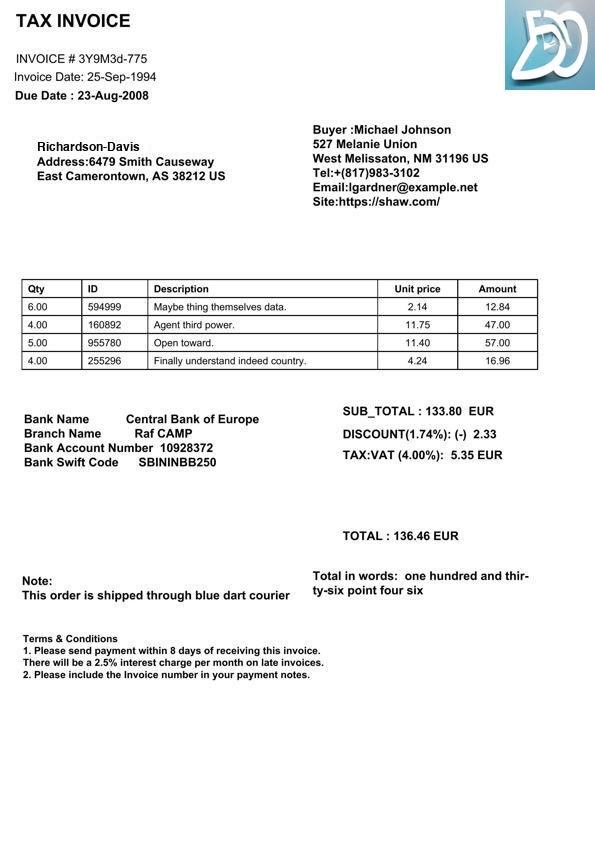 TAX INVOICE
INVOICE # 3Y9M3d-775
Invoice Date: 25-Sep-1994
Due Date : 23-Aug-2008
Richardson-Davis
Address:6479 Smith Causeway
East Camerontown, AS 38212 US
Buyer :Michael Johnson
527 Melanie Union
West Melissaton, NM 31196 US
Tel:+(817)983-3102
Email:lgardner@example.net
Site:https://shaw.com/
Qty ID Description Unit price Amount
6.00 594999 Maybe thing themselves data. 2.14 12.84
4.00 160892 Agent third power. 11.75 47.00
5.00 955780 Open toward. 11.40 57.00
4.00 255296 Finally understand indeed country. 4.24 16.96
Bank Name Central Bank of Europe
Branch Name Raf CAMP
Bank Account Number 10928372
Bank Swift Code SBININBB250
SUB_TOTAL : 133.80 EUR
DISCOUNT(1.74%): (-) 2.33
TAX:VAT (4.00%): 5.35 EUR
TOTAL : 136.46 EUR
Note:
This order is shipped through blue dart courier
Total in words: one hundred and thir-
ty-six point four six
Terms & Conditions
1. Please send payment within 8 days of receiving this invoice.
There will be a 2.5% interest charge per month on late invoices.
2. Please include the Invoice number in your payment notes.